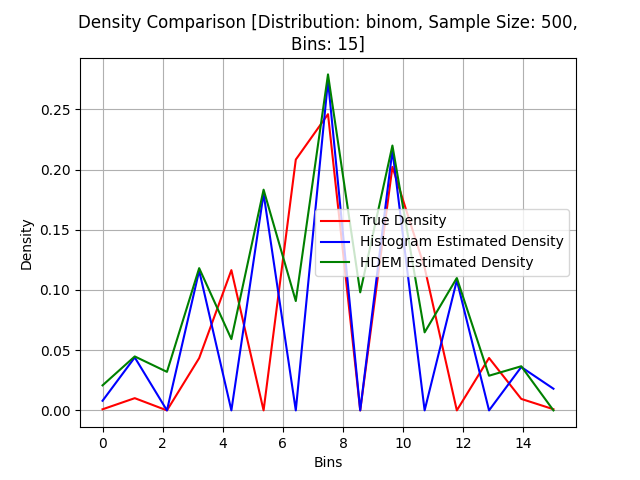 Density Comparison [Distribution: binom, Sample Size: 500,
Bins: 15]
Density
0.25
0.20
0.15
0.10
0.05
0.00
True Density
Histogram Estimated Density
HDEM Estimated Density
0 2 4 6 8 10 12 14
Bins